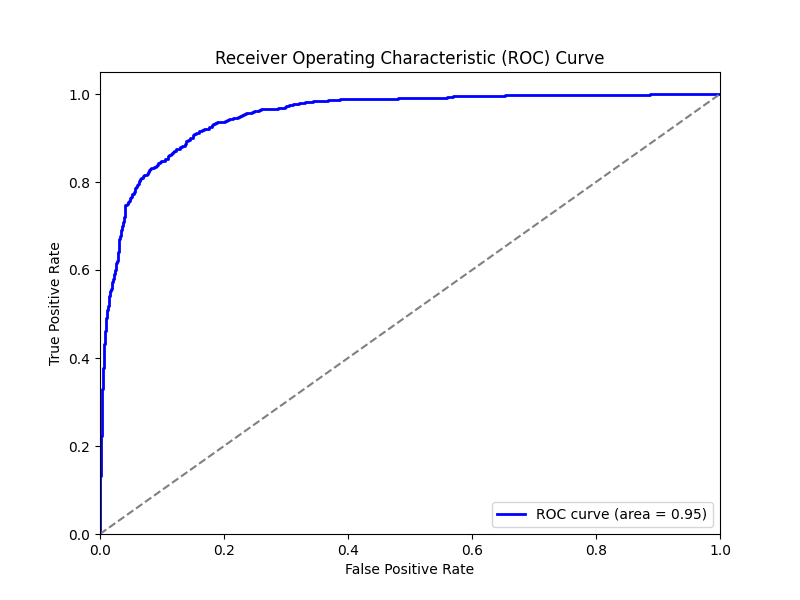 Receiver Operating Characteristic (ROC) Curve
1.0
0.8
0.6
0.4
0.2
0.0
True Positive Rate
ROC curve (area = 0.95)
0.0 0.2 0.4 0.6 0.8 1.0
False Positive Rate